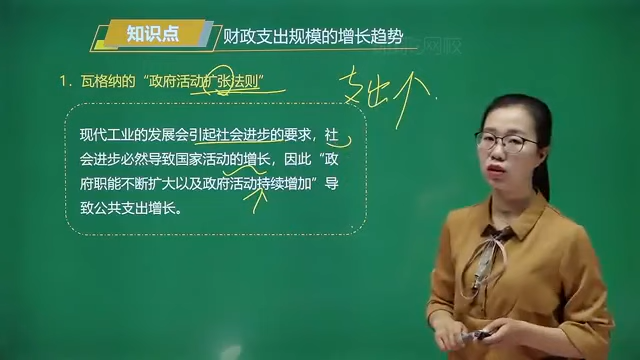 知识点
财政支出规模的增长趋势
1. 瓦格纳的“政府活动扩张法则”
支出个
现代工业的发展会引起社会进步的要求，社
会进步必然导致国家活动的增长，因此“政
府职能不断扩大以及政府活动持续增加”导
致公共支出增长。